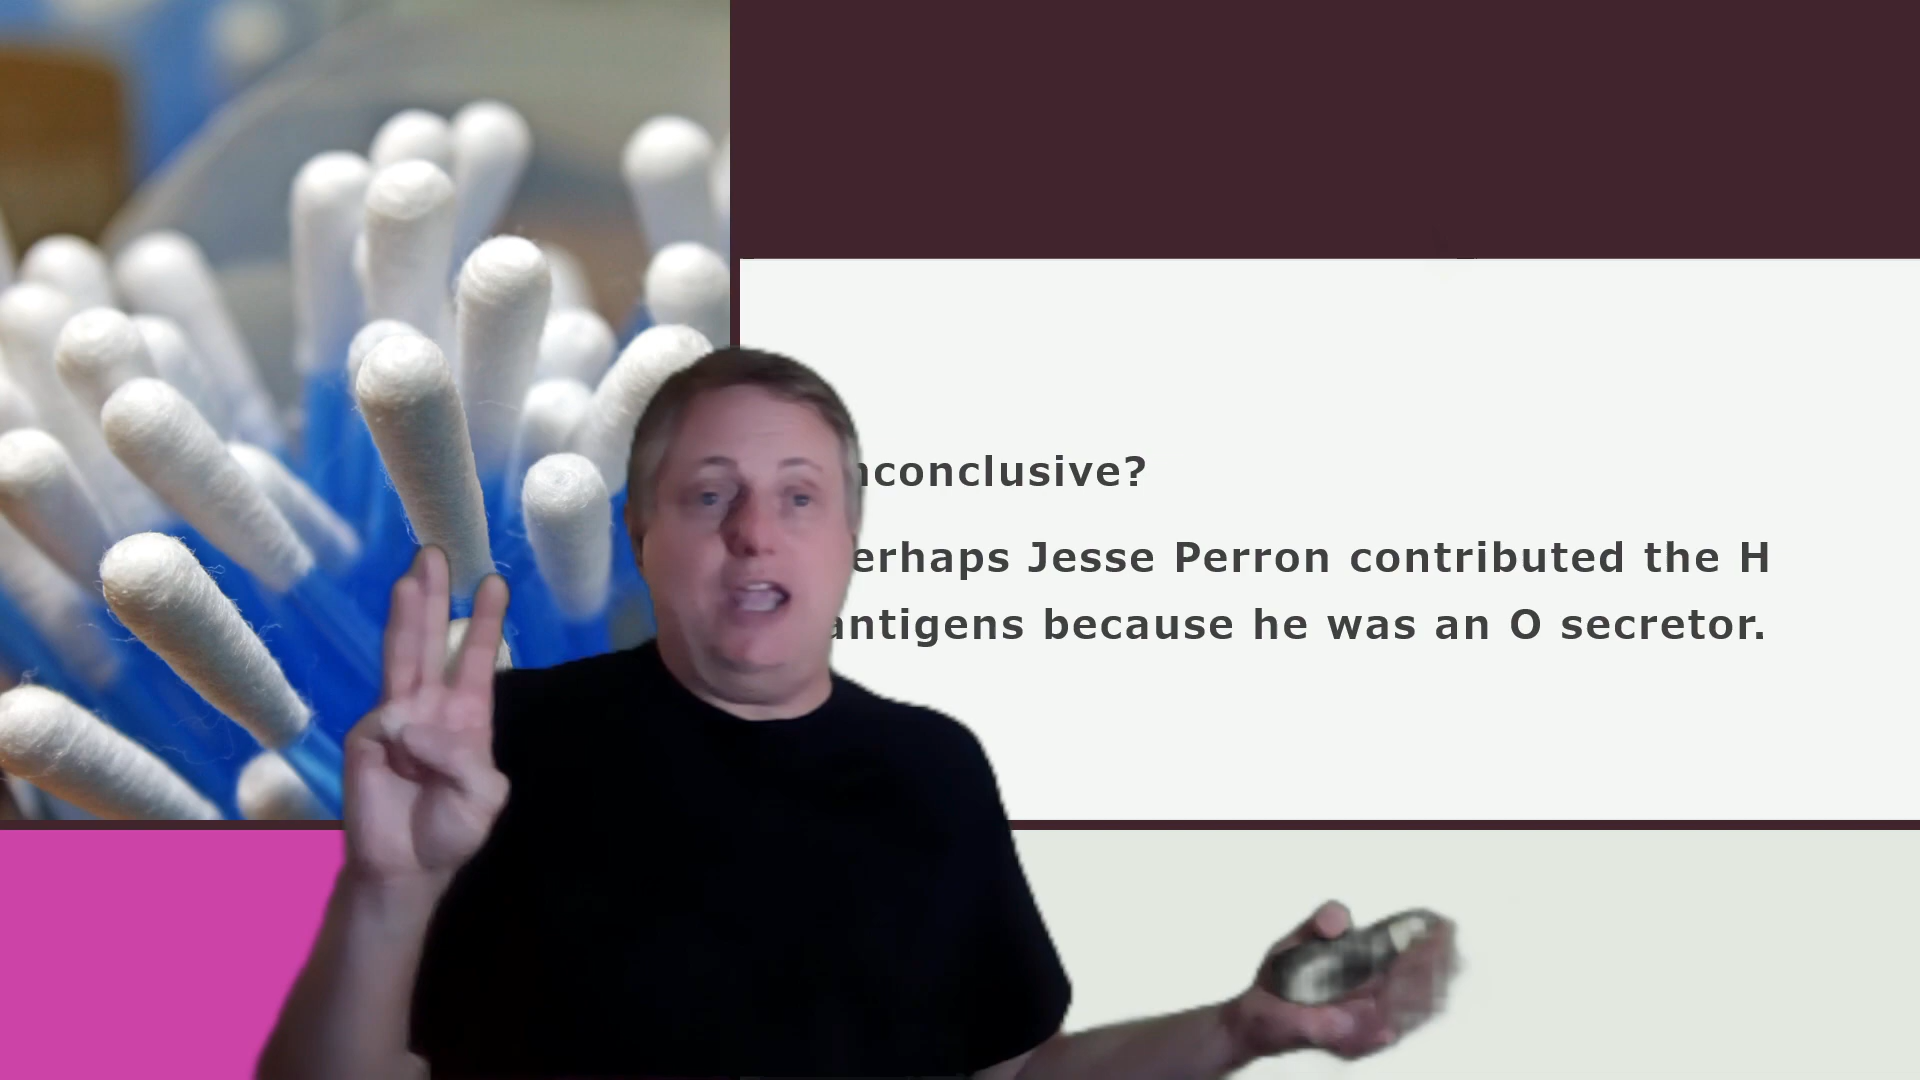 nconclusive?
erhaps Jesse Perron contributed the H
antigens because he was an O secretor.